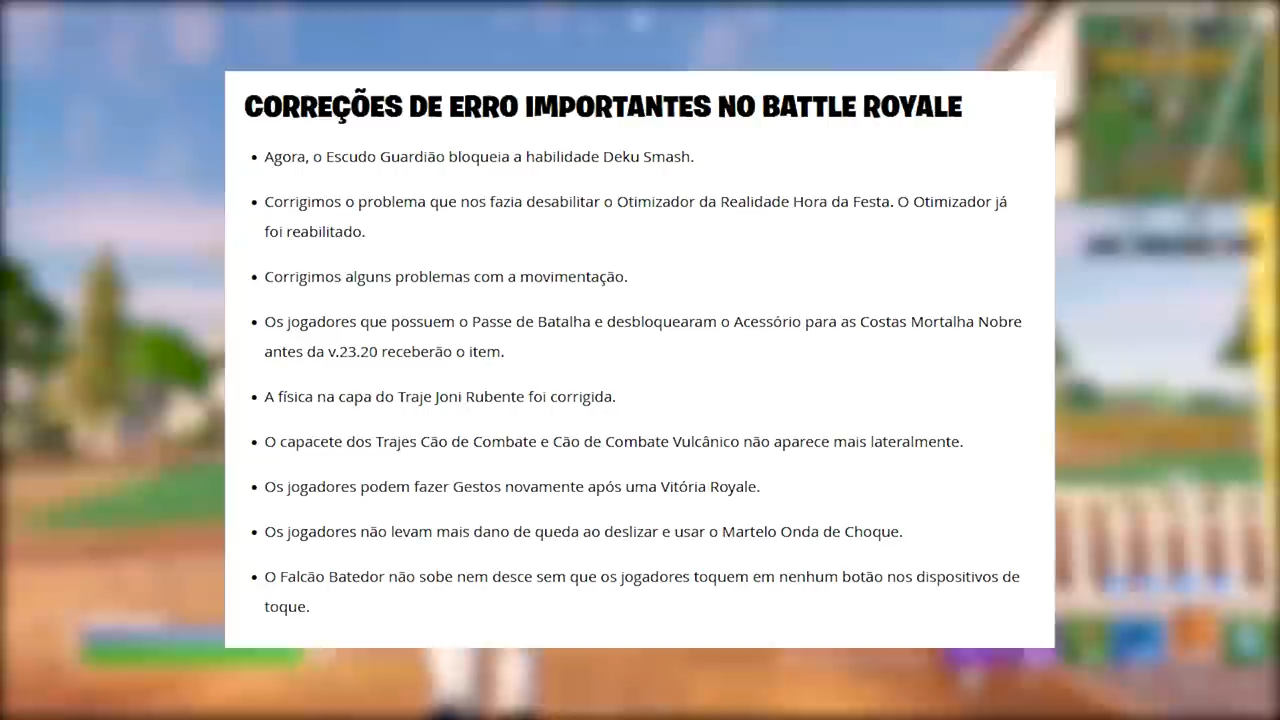 CORREÇÕES DE ERRO IMPORTANTES NO BATTLE ROYALE
• Agora, o Escudo Guardião bloqueia a habilidade Deku Smash.
• Corrigimos o problema que nos fazia desabilitar o Otimizador da Realidade Hora da Festa. O Otimizador já
foi reabilitado.
• Corrigimos alguns problemas com a movimentação.
• Os jogadores que possuem o Passe de Batalha e desbloquearam o Acessório para as Costas Mortalha Nobre
antes da v.23.20 receberão o item.
• A física na capa do Traje Joni Rubente foi corrigida.
• O capacete dos Trajes Cão de Combate e Cão de Combate Vulcânico não aparece mais lateralmente.
• Os jogadores podem fazer Gestos novamente após uma Vitória Royale.
• Os jogadores não levam mais dano de queda ao deslizar e usar o Martelo Onda de Choque.
• O Falcão Batedor não sobe nem desce sem que os jogadores toquem em nenhum botão nos dispositivos de
toque.